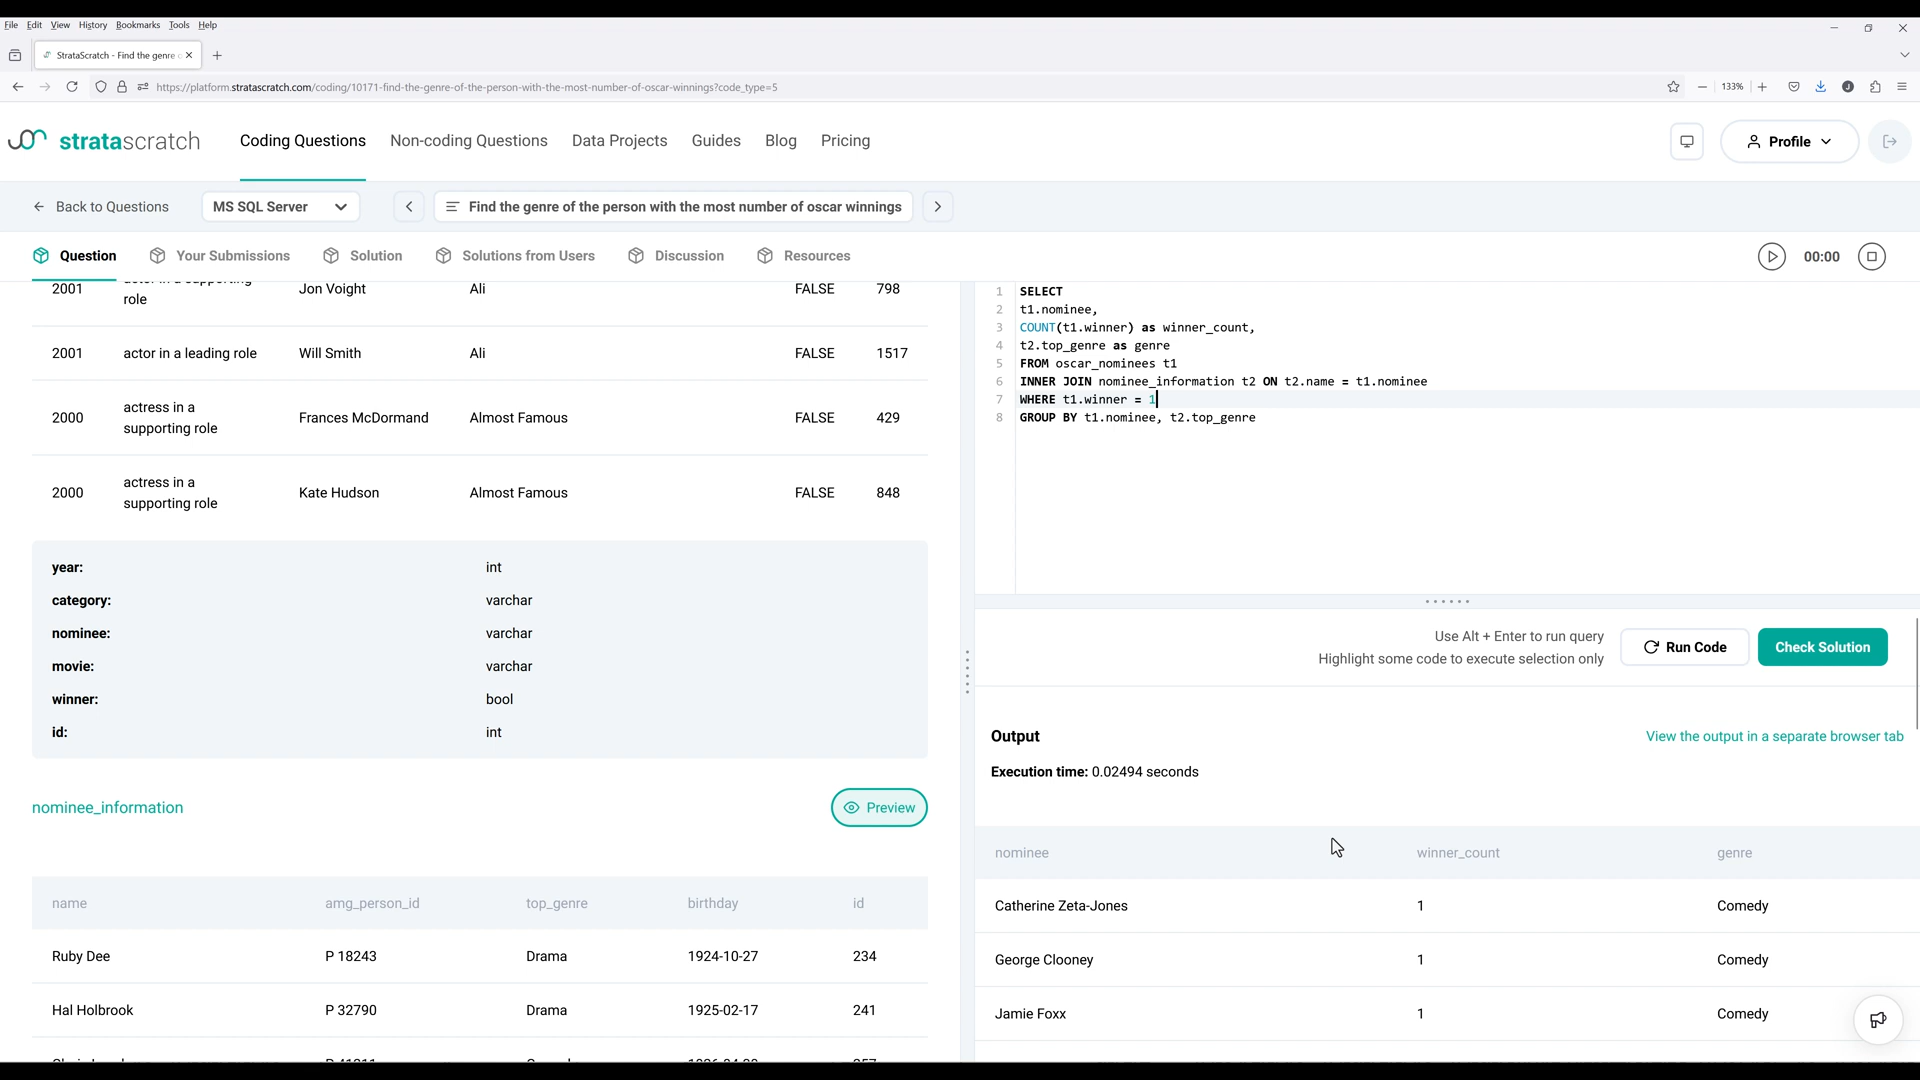 File Edit View History Bookmarks Tools Help
StrataScratch - Find the genre o
https://platform.stratascratch.com/coding/10171-find-the-genre-of-the-person-with-the-most-number-of-oscar-winnings?code_type=5
133%
stratascratch
Coding Questions Non-coding Questions Data Projects Guides Blog Pricing
Profile
Back to Questions MS SQL Server Find the genre of the person with the most number of oscar winnings
Question Your Submissions Solution Solutions from Users Discussion Resources 00:00
2001 actor in a supporting role Jon Voight Ali FALSE 798
2001 actor in a leading role Will Smith Ali FALSE 1517
2000 actress in a supporting role Frances McDormand Almost Famous FALSE 429
2000 actress in a supporting role Kate Hudson Almost Famous FALSE 848
year: int
category: varchar
nominee: varchar
movie: varchar
winner: bool
id: int
nominee_information Preview
name amg_person_id top_genre birthday id
Ruby Dee P 18243 Drama 1924-10-27 234
Hal Holbrook P 32790 Drama 1925-02-17 241
1 SELECT
2 t1.nominee,
3 COUNT(t1.winner) as winner_count,
4 t2.top_genre as genre
5 FROM oscar_nominees t1
6 INNER JOIN nominee_information t2 ON t2.name = t1.nominee
7 WHERE t1.winner = 1
8 GROUP BY t1.nominee, t2.top_genre
Use Alt + Enter to run query
Highlight some code to execute selection only
Run Code Check Solution
Output View the output in a separate browser tab
Execution time: 0.02494 seconds
nominee winner_count genre
Catherine Zeta-Jones 1 Comedy
George Clooney 1 Comedy
Jamie Foxx 1 Comedy